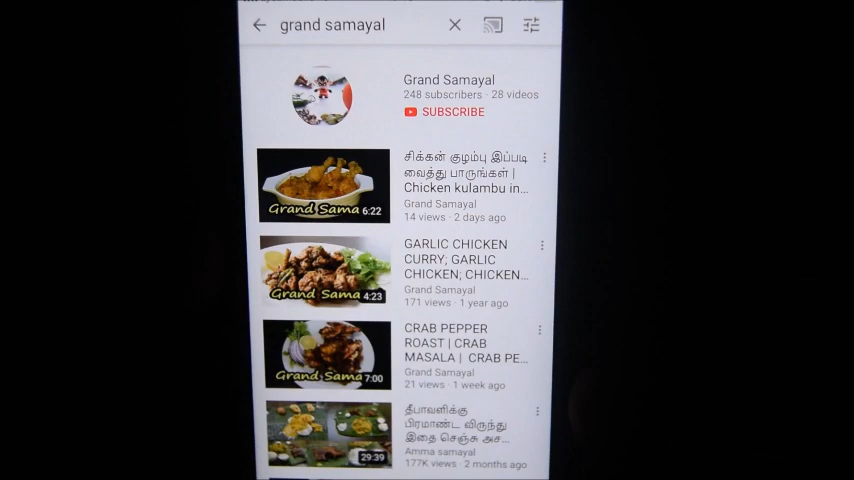 grand samayal
Grand Samayal
248 subscribers · 28 videos
SUBSCRIBE
சிக்கன் குழம்பு இப்படி
வைத்து பாருங்கள் |
Chicken kulambu in...
Grand Samayal
14 views · 2 days ago
Grand Sama 6:22
GARLIC CHICKEN
CURRY; GARLIC
CHICKEN; CHICKEN...
Grand Samayal
171 views · 1 year ago
Grand Sama 4:23
CRAB PEPPER
ROAST | CRAB
MASALA | CRAB PE...
Grand Samayal
21 views · 1 week ago
Grand Sama 7:00
தீபாவளிக்கு
பிரமாண்ட விருந்து
இதை செஞ்சு அச...
Amma samayal
177K views · 2 months ago
29:39